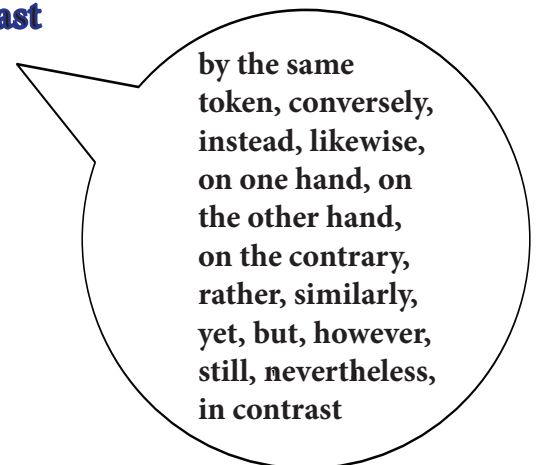 ast
by the same
token, conversely,
instead, likewise,
on one hand, on
the other hand,
on the contrary,
rather, similarly,
yet, but, however,
still, nevertheless,
in contrast